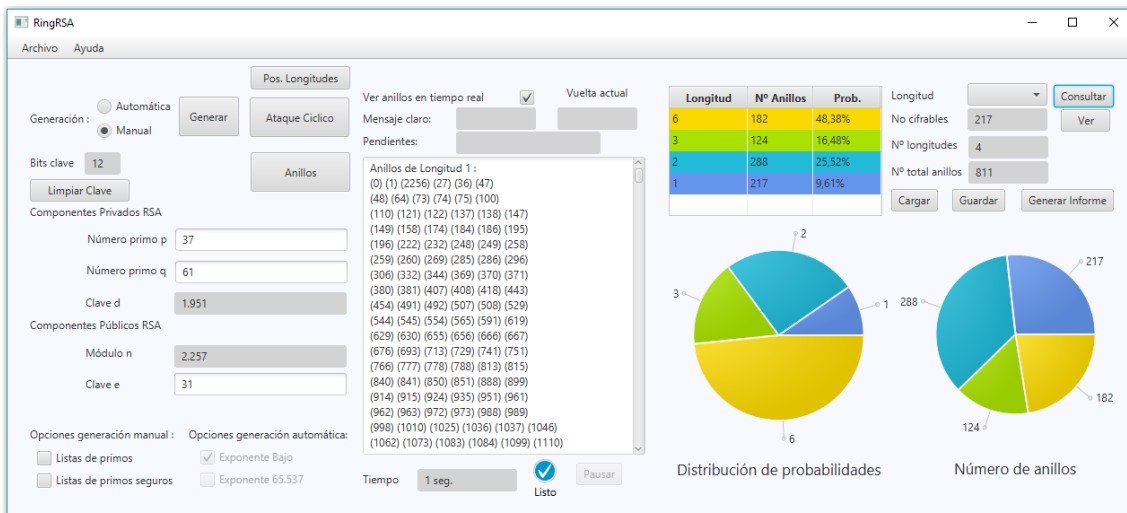 RingRSA
Archivo Ayuda
Generación :
Automática
Manual
Generar
Pos. Longitudes
Ataque Ciclico
Anillos
Bits clave 12
Limpiar Clave
Componentes Privados RSA
Número primo p 37
Número primo q 61
Clave d 1.951
Componentes Públicos RSA
Módulo n 2.257
Clave e 31
Opciones generación manual :
Listas de primos
Listas de primos seguros
Opciones generación automática:
Exponente Bajo
Exponente 65.537
Ver anillos en tiempo real
Vuelta actual
Mensaje claro:
Pendientes:
Anillos de Longitud 1 :
(0) (1) (2256) (27) (36) (47)
(48) (64) (73) (74) (75) (100)
(110) (121) (122) (137) (138) (147)
(149) (158) (174) (184) (186) (195)
(196) (222) (232) (248) (249) (258)
(259) (260) (269) (285) (286) (296)
(306) (332) (344) (369) (370) (371)
(380) (381) (407) (408) (418) (443)
(454) (491) (492) (507) (508) (529)
(544) (545) (554) (565) (591) (619)
(629) (630) (655) (656) (666) (667)
(676) (693) (713) (729) (741) (751)
(766) (777) (778) (788) (813) (815)
(840) (841) (850) (851) (888) (899)
(914) (915) (924) (935) (951) (961)
(962) (963) (972) (973) (988) (989)
(998) (1010) (1025) (1036) (1037) (1046)
(1062) (1073) (1083) (1084) (1099) (1110)
Tiempo 1 seg.
Listo
Pausar
Longitud Nº Anillos Prob.
6 182 48,38%
3 124 16,48%
2 288 25,52%
1 217 9,61%
Longitud
Consultar
No cifrables 217
Ver
Nº longitudes 4
Nº total anillos 811
Cargar Guardar Generar Informe
2
3
1
6
Distribución de probabilidades
217
288
182
124
Número de anillos